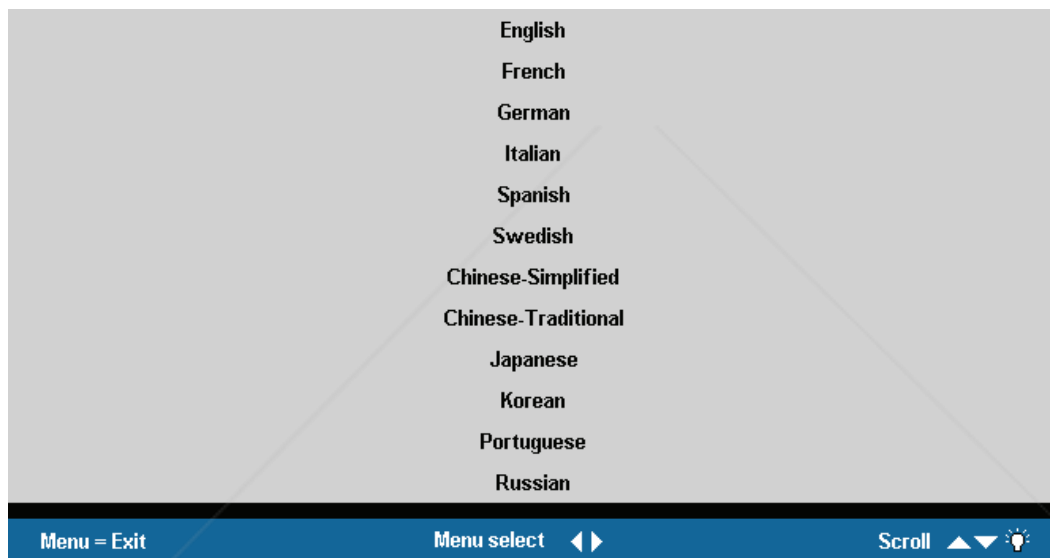 English
French
German
Italian
Spanish
Swedish
Chinese-Simplified
Chinese-Traditional
Japanese
Korean
Portuguese
Russian
Menu = Exit Menu select Scroll